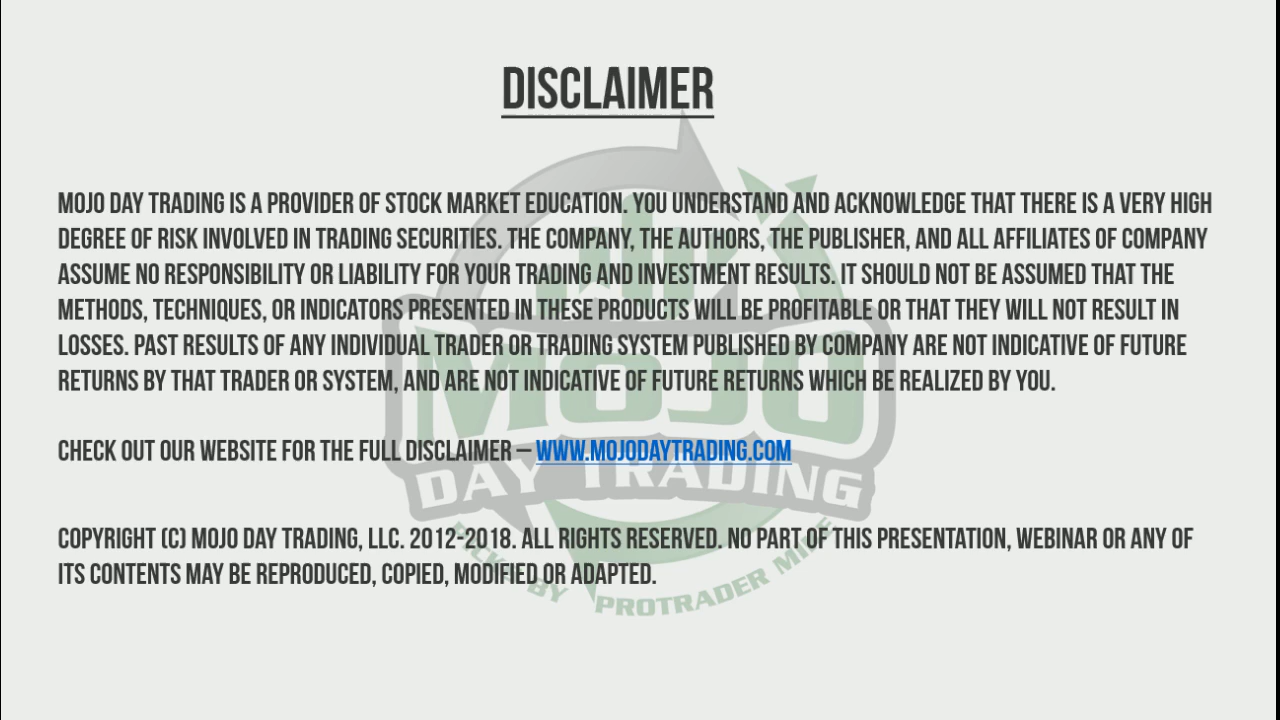 DISCLAIMER
MOJO DAY TRADING IS A PROVIDER OF STOCK MARKET EDUCATION. YOU UNDERSTAND AND ACKNOWLEDGE THAT THERE IS A VERY HIGH
DEGREE OF RISK INVOLVED IN TRADING SECURITIES. THE COMPANY, THE AUTHORS, THE PUBLISHER, AND ALL AFFILIATES OF COMPANY
ASSUME NO RESPONSIBILITY OR LIABILITY FOR YOUR TRADING AND INVESTMENT RESULTS. IT SHOULD NOT BE ASSUMED THAT THE
METHODS, TECHNIQUES, OR INDICATORS PRESENTED IN THESE PRODUCTS WILL BE PROFITABLE OR THAT THEY WILL NOT RESULT IN
LOSSES. PAST RESULTS OF ANY INDIVIDUAL TRADER OR TRADING SYSTEM PUBLISHED BY COMPANY ARE NOT INDICATIVE OF FUTURE
RETURNS BY THAT TRADER OR SYSTEM, AND ARE NOT INDICATIVE OF FUTURE RETURNS WHICH BE REALIZED BY YOU.
CHECK OUT OUR WEBSITE FOR THE FULL DISCLAIMER – WWW.MOJODAYTRADING.COM
COPYRIGHT (C) MOJO DAY TRADING, LLC. 2012-2018. ALL RIGHTS RESERVED. NO PART OF THIS PRESENTATION, WEBINAR OR ANY OF
ITS CONTENTS MAY BE REPRODUCED, COPIED, MODIFIED OR ADAPTED.
MOJO
DAY TRADING
BY PROTRADER MIKE